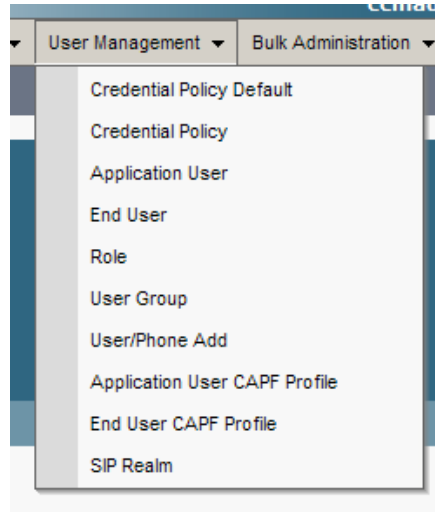 User Management
Bulk Administration
Credential Policy Default
Credential Policy
Application User
End User
Role
User Group
User/Phone Add
Application User CAPF Profile
End User CAPF Profile
SIP Realm